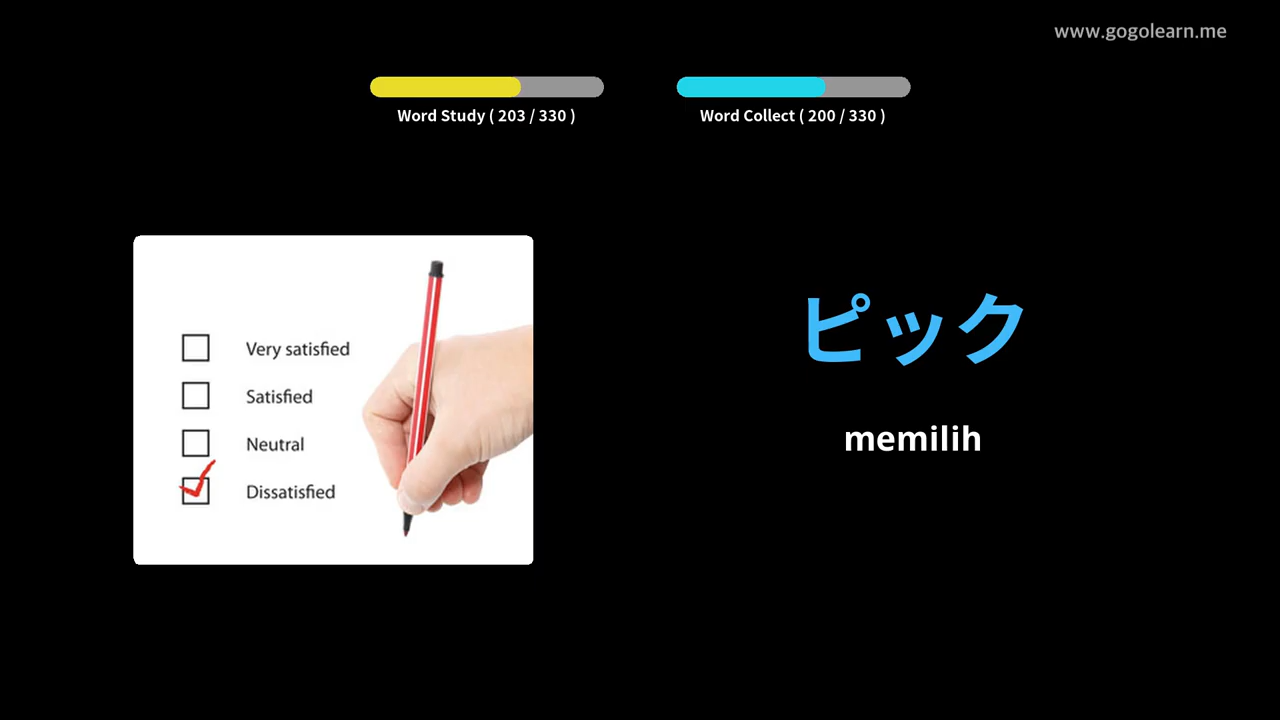 www.gogolearn.me
Word Study ( 203 / 330 )
Word Collect ( 200 / 330 )
Very satisfied
Satisfied
Neutral
Dissatisfied
ピック
memilih